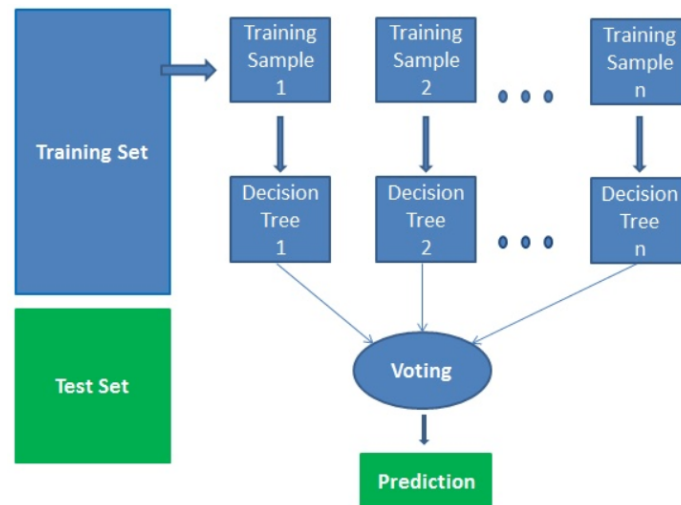 Training Set
Training
Sample
1
Training
Sample
2
Training
Sample
n
Decision
Tree
1
Decision
Tree
2
Decision
Tree
n
Test Set
Voting
Prediction